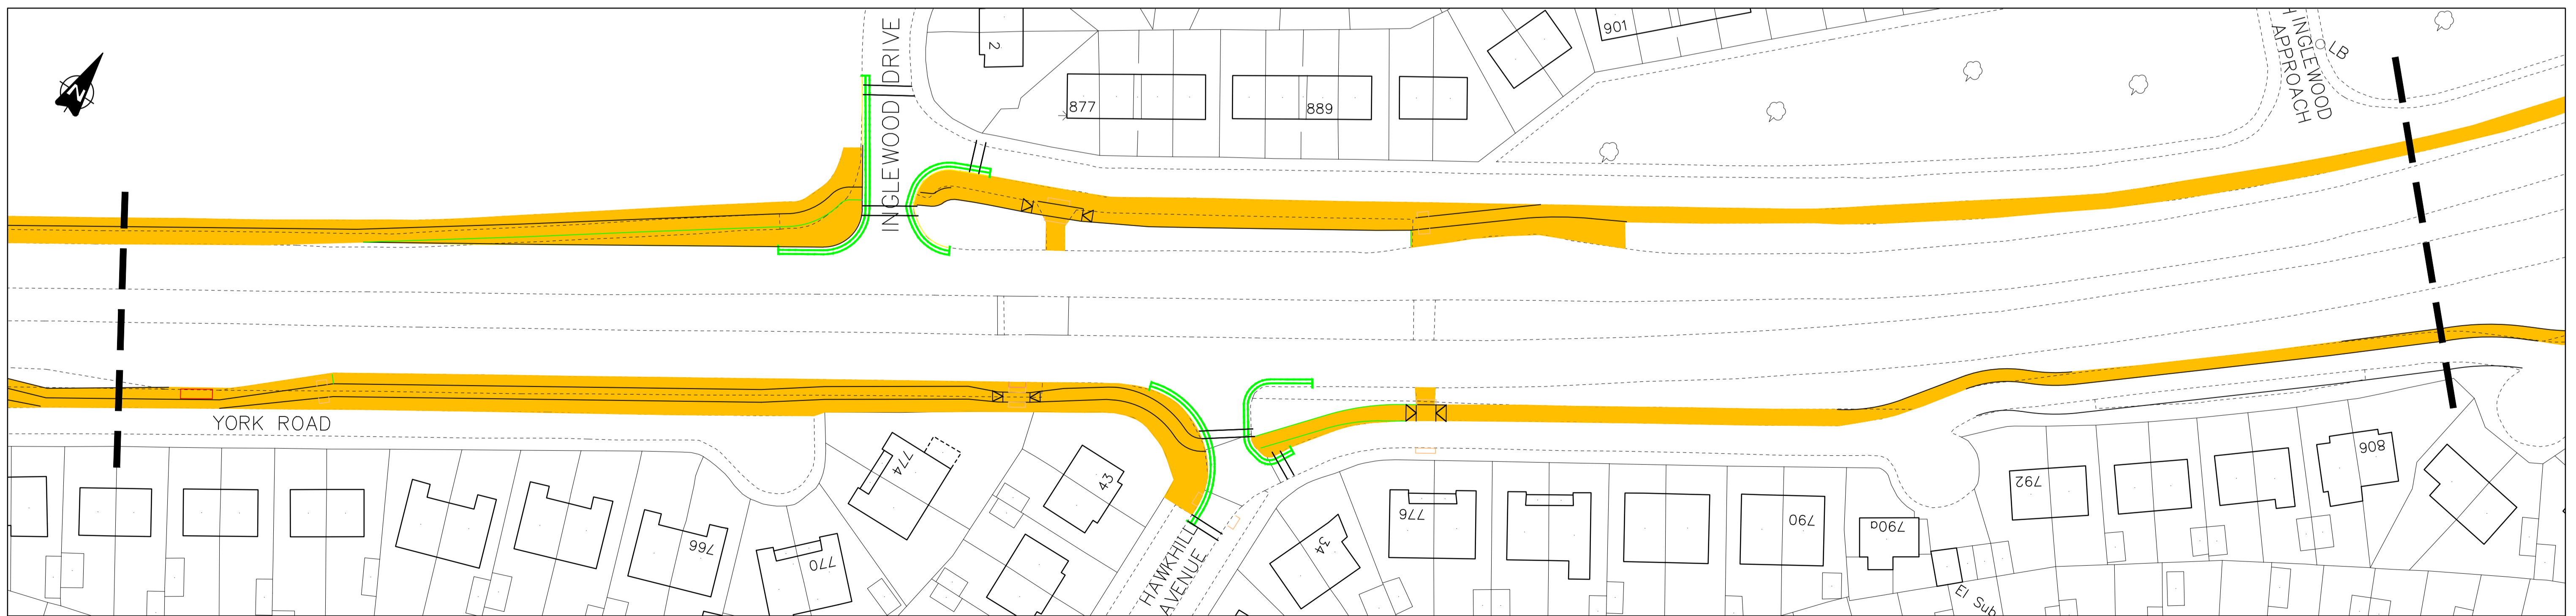 N
INGLEWOOD DRIVE
2
877
889
901
INGLEWOOD
APPROACH
LB
YORK ROAD
766
770
774
43
HAWKHILL
AVENUE
34
776
790
790a
792
El Sub
908